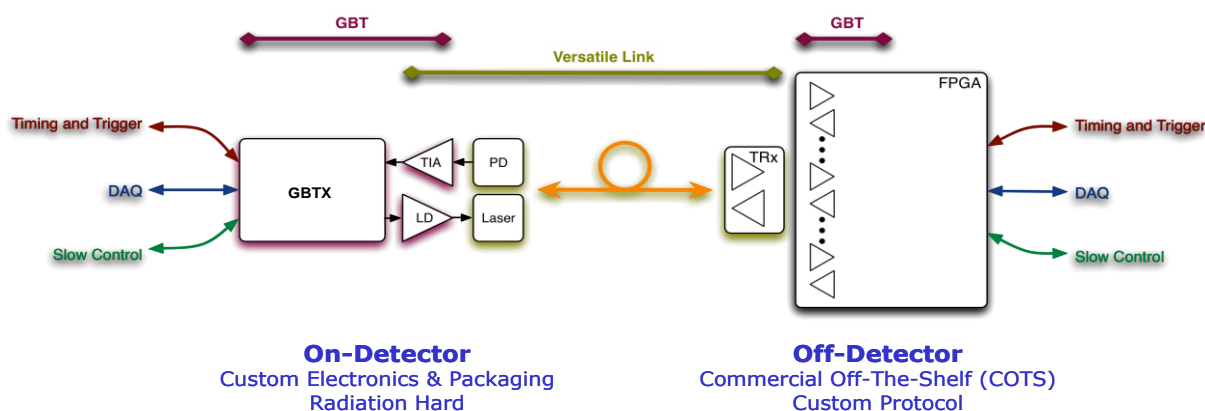 GBT
GBT
Versatile Link
FPGA
Timing and Trigger
DAQ
Slow Control
GBTX
TIA
PD
LD
Laser
TRx
Timing and Trigger
DAQ
Slow Control
On-Detector
Custom Electronics & Packaging
Radiation Hard
Off-Detector
Commercial Off-The-Shelf (COTS)
Custom Protocol